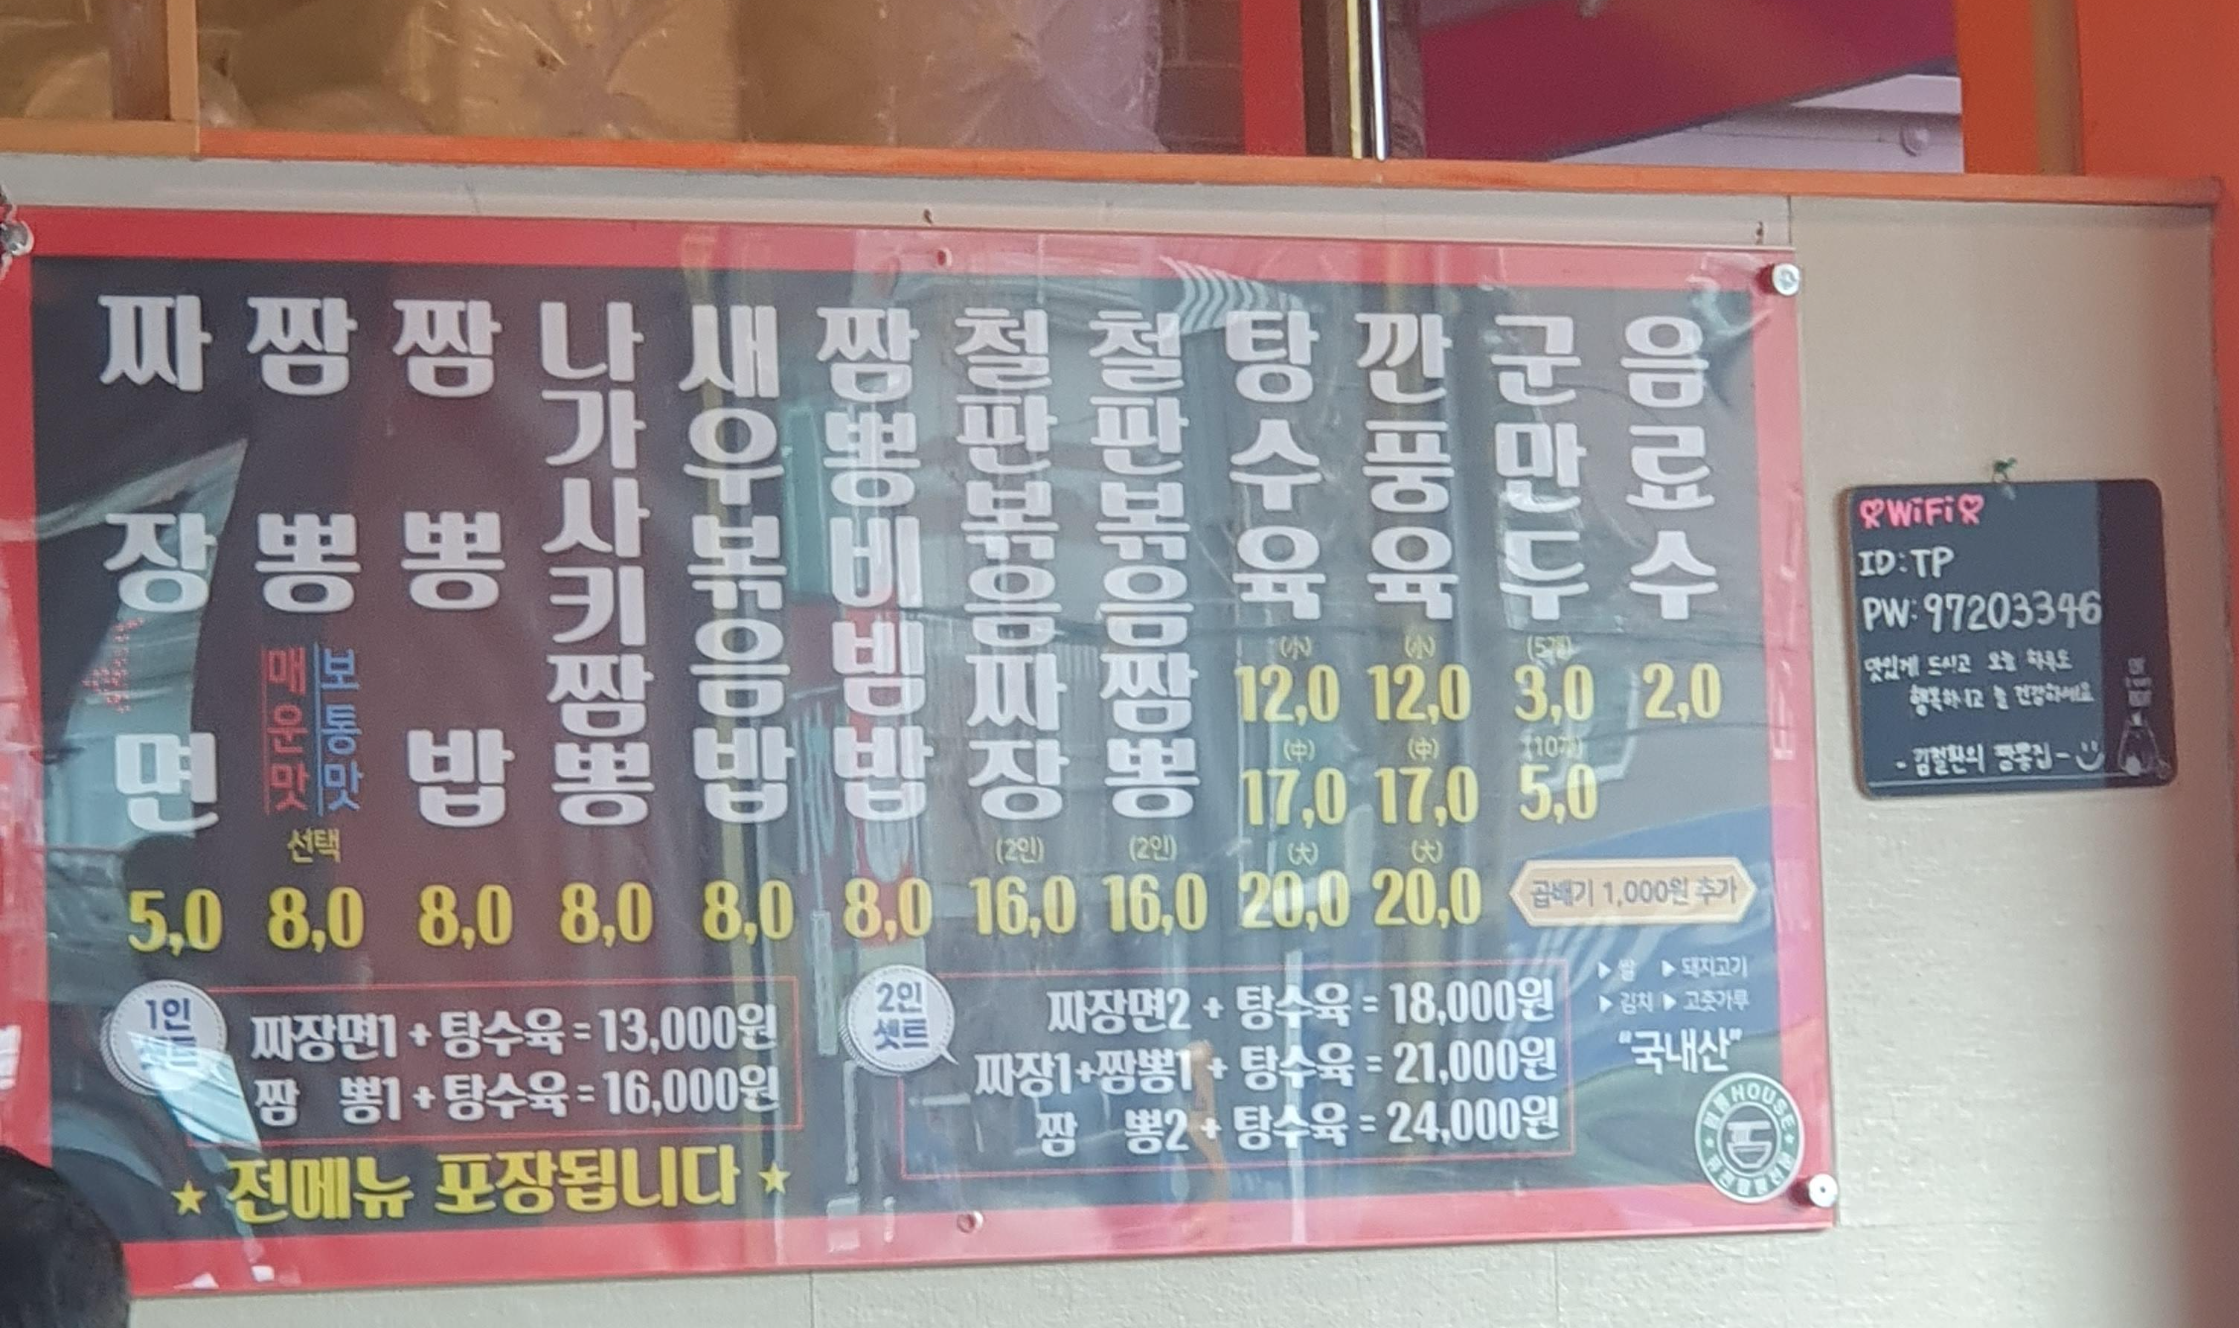 짜장면
5,0
짬뽕
매운맛
보통맛
선택
8,0
짬뽕밥
8,0
나가사키짬뽕
8,0
새우볶음밥
8,0
짬뽕비빔밥
8,0
철판볶음짜장
(2인)
16,0
철판볶음짬뽕
(2인)
16,0
탕수육
(小)
12,0
(中)
17,0
(大)
20,0
깐풍육
(小)
12,0
(中)
17,0
(大)
20,0
군만두
(5개)
3,0
(10개)
5,0
음료수
2,0
곱배기 1,000원 추가
1인
세트
짜장면1 + 탕수육 = 13,000원
짬 뽕1 + 탕수육 = 16,000원
2인
셋트
짜장면2 + 탕수육 = 18,000원
짜장1+짬뽕1 + 탕수육 = 21,000원
짬 뽕2 + 탕수육 = 24,000원
▶ 쌀 ▶ 돼지고기
▶ 김치 ▶ 고춧가루
"국내산"
★ 전메뉴 포장됩니다 ★
짬뽕HOUSE
WiFi
ID:TP
PW:97203346
맛있게 드시고 오늘 하루도
행복하시고 늘 건강하세요
- 김철환의 짬뽕집 -